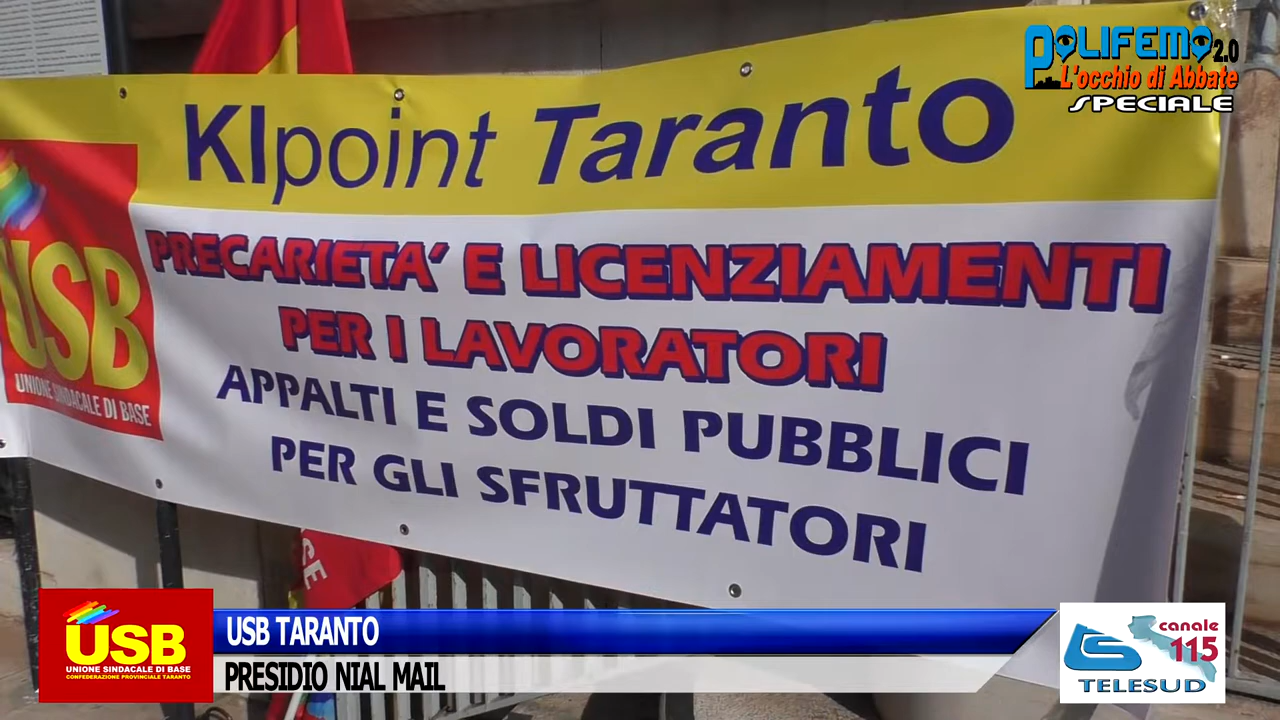 POLIFEMO 2.0
L'occhio di Abbate
SPECIALE
KIpoint Taranto
PRECARIETA' E LICENZIAMENTI
PER I LAVORATORI
APPALTI E SOLDI PUBBLICI
PER GLI SFRUTTATORI
USB
UNIONE SINDACALE DI BASE
USB
UNIONE SINDACALE DI BASE
CONFEDERAZIONE PROVINCIALE TARANTO
USB TARANTO
PRESIDIO NIAL MAIL
canale
115
TELESUD